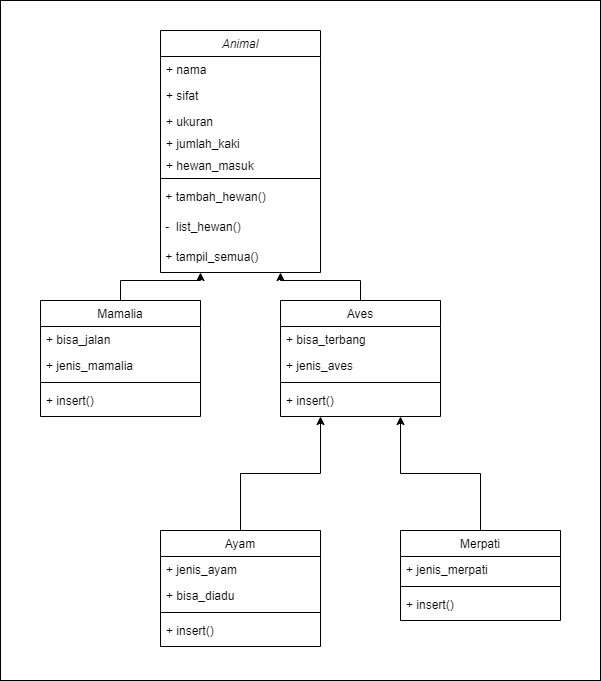 Animal
+ nama
+ sifat
+ ukuran
+ jumlah_kaki
+ hewan_masuk
+ tambah_hewan()
- list_hewan()
+ tampil_semua()
Mamalia
+ bisa_jalan
+ jenis_mamalia
+ insert()
Aves
+ bisa_terbang
+ jenis_aves
+ insert()
Ayam
+ jenis_ayam
+ bisa_diadu
+ insert()
Merpati
+ jenis_merpati
+ insert()